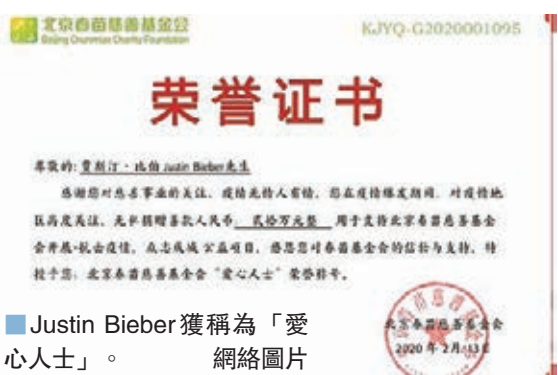 北京春苗慈善基金会
Beijing Chunmiao Charity Foundation
KJYQ-G2020001095
荣誉证书
尊敬的: 贾斯汀·比伯 Justin Bieber先生
感谢您对慈善事业的关注。疫情无情人有情，您在疫情爆发期间，对疫情地
区高度关注，无私捐赠善款人民币 贰拾万元整 用于支持北京春苗慈善基金
会开展-抗击疫情，众志成城 公益项目，感恩您对春苗基金会的信任与支持，特
授予您：北京春苗慈善基金会“爱心人士”荣誉称号。
北京春苗慈善基金会
2020 年 2月 13日
■Justin Bieber獲稱為「愛
心人士」。 網絡圖片